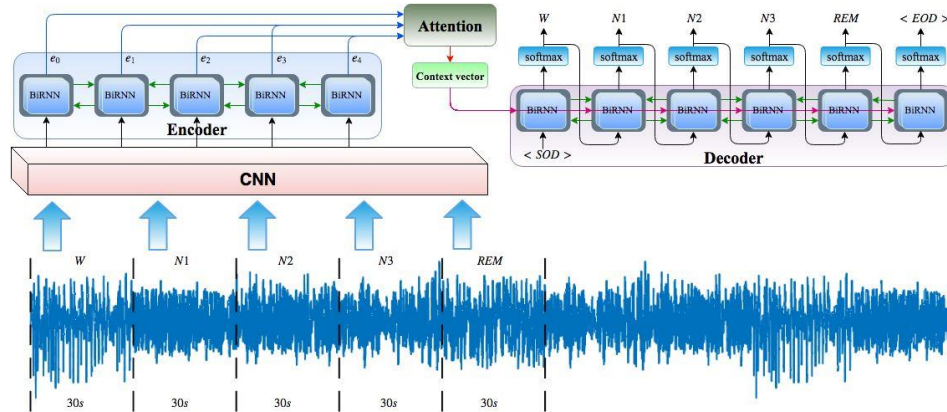 W N1 N2 N3 REM < EOD >
Attention
softmax softmax softmax softmax softmax softmax
e0 e1 e2 e3 e4
Context vector
BiRNN BiRNN BiRNN BiRNN BiRNN
BiRNN BiRNN BiRNN BiRNN BiRNN BiRNN
Encoder
< SOD >
Decoder
CNN
W N1 N2 N3 REM
30s 30s 30s 30s 30s